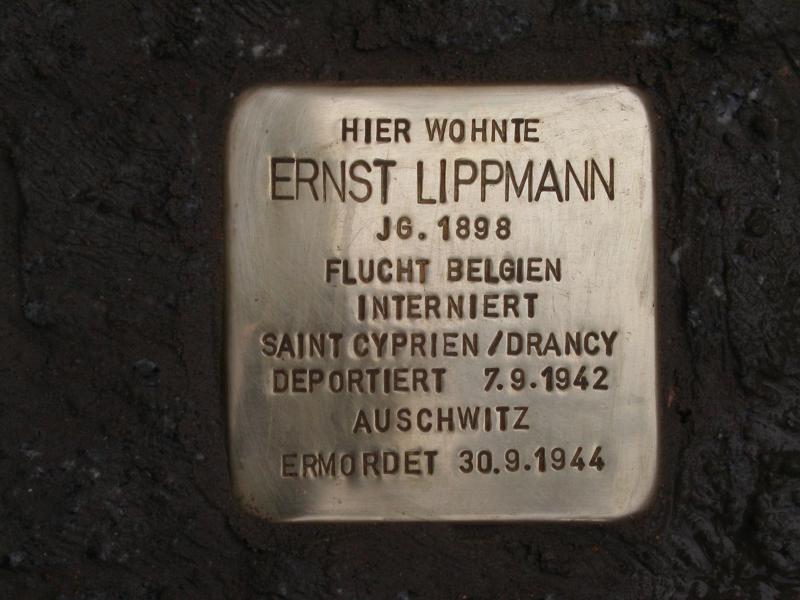 HIER WOHNTE
ERNST LIPPMANN
JG. 1898
FLUCHT BELGIEN
INTERNIERT
SAINT CYPRIEN/DRANCY
DEPORTIERT 7.9.1942
AUSCHWITZ
ERMORDET 30.9.1944